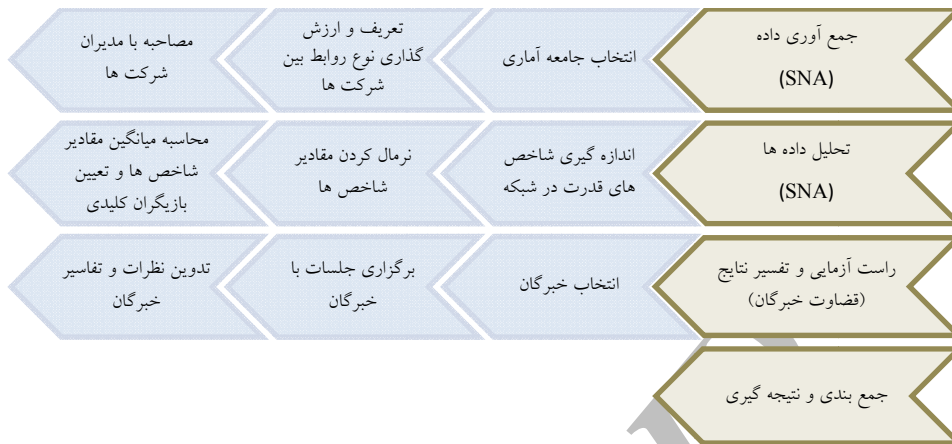 جمع آوری داده
(SNA)
انتخاب جامعه آماری
تعریف و ارزش
گذاری نوع روابط بین
شرکت ها
مصاحبه با مدیران
شرکت ها
تحلیل داده ها
(SNA)
اندازه گیری شاخص
های قدرت در شبکه
نرمال کردن مقادیر
شاخص ها
محاسبه میانگین مقادیر
شاخص ها و تعیین
بازیگران کلیدی
راست آزمایی و تفسیر نتایج
(قضاوت خبرگان)
انتخاب خبرگان
برگزاری جلسات با
خبرگان
تدوین نظرات و تفاسیر
خبرگان
جمع بندی و نتیجه گیری